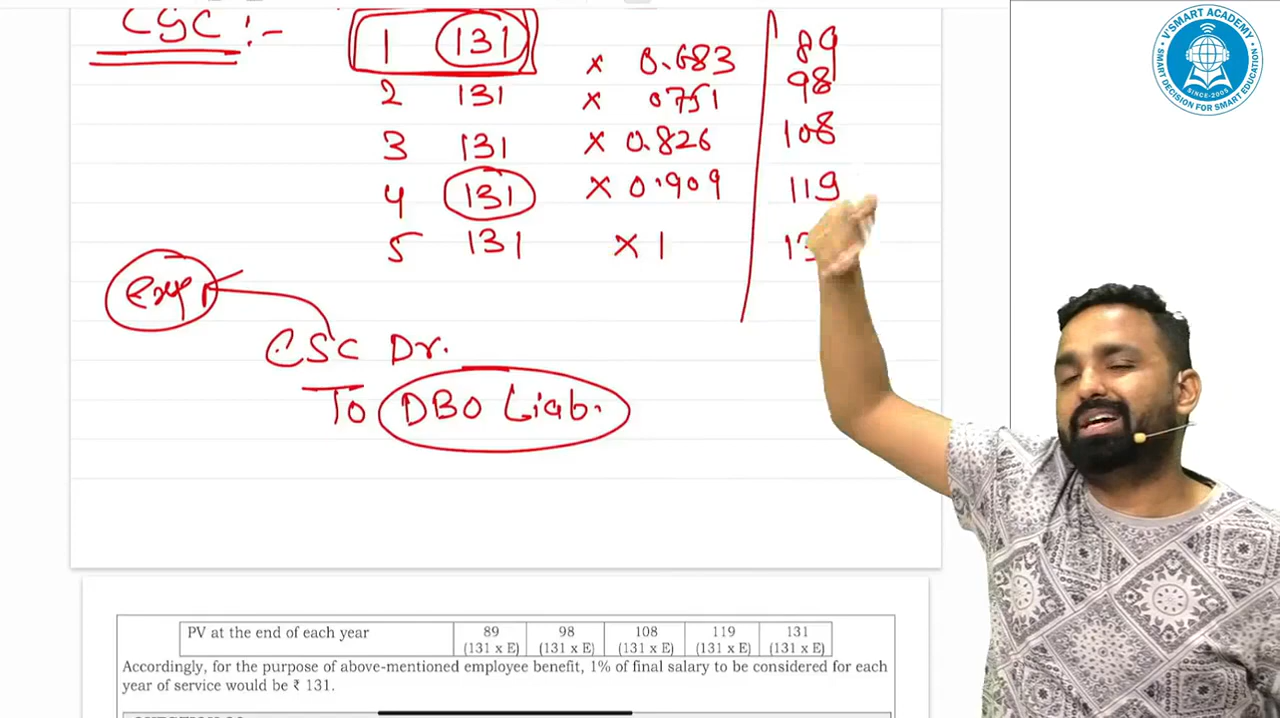 CSC :-
1 131 × 0.683 89
2 131 × 0751 98
3 131 × 0.826 108
4 131 × 0.909 119
5 131 × 1
Exp
CSC Dr.
To DBO Liab.
PV at the end of each year 89 98 108 119 131
(131 x E) (131 x E) (131 x E) (131 x E) (131 x E)
Accordingly, for the purpose of above-mentioned employee benefit, 1% of final salary to be considered for each
year of service would be ₹ 131.
V'SMART ACADEMY
SINCE-2005
SMART DECISION FOR SMART EDUCATION